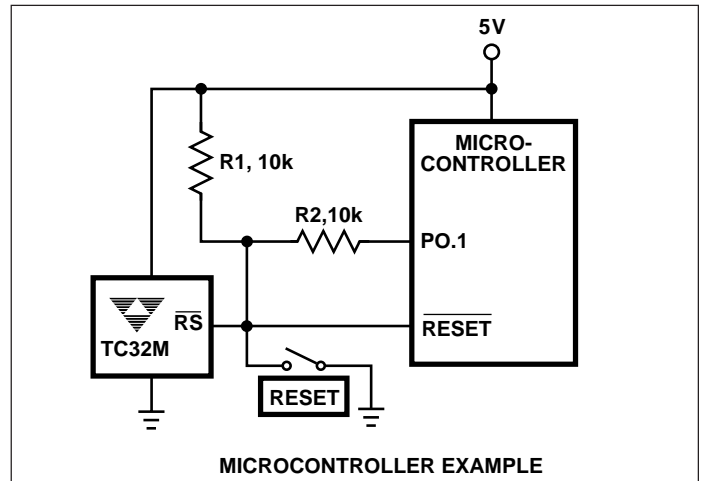 5V
MICRO-
CONTROLLER
R1, 10k
R2,10k
PO.1
RS
RESET
TC32M
RESET
MICROCONTROLLER EXAMPLE